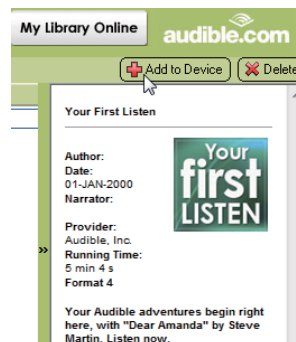 My Library Online
audible.com
Add to Device
Delete
Your First Listen
Author:
Date:
01-JAN-2000
Narrator:
Your
first
LISTEN
Provider:
Audible, Inc.
Running Time:
5 min 4 s
Format 4
»
Your Audible adventures begin right
here, with "Dear Amanda" by Steve
Martin. Listen now.